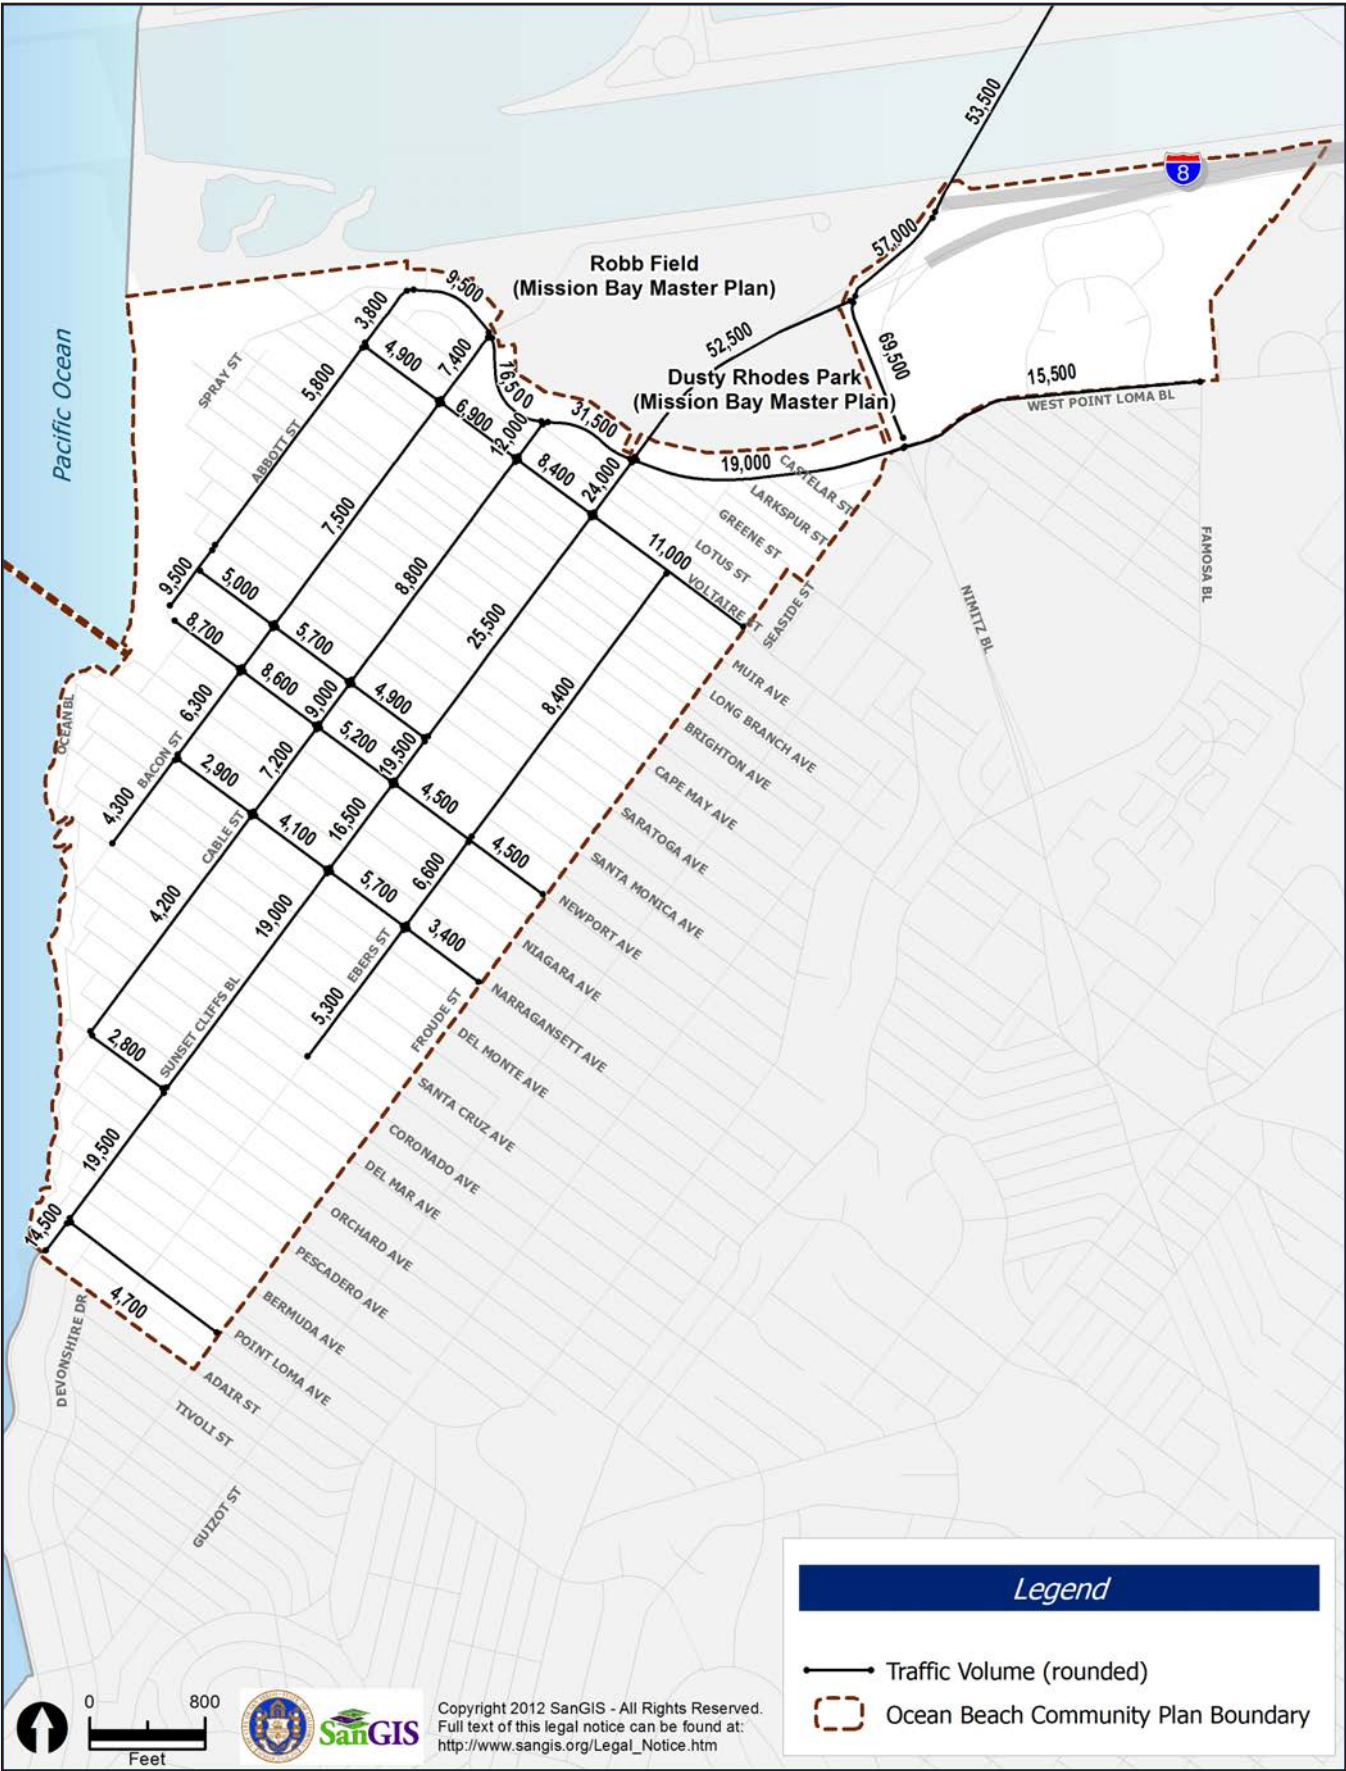 53,500
8
57,000
Robb Field
(Mission Bay Master Plan)
9,500
3,800
52,500
69,500
Pacific Ocean
4,900
7,400
16,500
Dusty Rhodes Park
(Mission Bay Master Plan)
15,500
WEST POINT LOMA BL
SPRAY ST
5,800
6,900
12,000
31,500
ABBOTT ST
8,400
24,000
19,000
CASTELAR ST
LARKSPUR ST
GREENE ST
LOTUS ST
7,500
11,000
VOLTAIRE ST
SEASIDE ST
FAMOSA BL
NIMITZ BL
9,500
5,000
8,800
8,700
5,700
25,500
8,600
9,000
4,900
8,400
MUIR AVE
LONG BRANCH AVE
BRIGHTON AVE
CAPE MAY AVE
SARATOGA AVE
SANTA MONICA AVE
NEWPORT AVE
NIAGARA AVE
NARRAGANSETT AVE
DEL MONTE AVE
SANTA CRUZ AVE
CORONADO AVE
DEL MAR AVE
ORCHARD AVE
PESCADERO AVE
BERMUDA AVE
POINT LOMA AVE
ADAIR ST
TIVOLI ST
GUIZOT ST
OCEAN BL
6,300
BACON ST
7,200
5,200
19,500
2,900
4,500
4,300
CABLE ST
4,100
16,500
4,500
5,700
6,600
4,200
19,000
3,400
EBERS ST
5,300
FROUDE ST
2,800
SUNSET CLIFFS BL
19,500
14,500
4,700
DEVONSHIRE DR
Legend
Traffic Volume (rounded)
Ocean Beach Community Plan Boundary
0 800
Feet
SanGIS
Copyright 2012 SanGIS - All Rights Reserved.
Full text of this legal notice can be found at:
http://www.sangis.org/Legal_Notice.htm